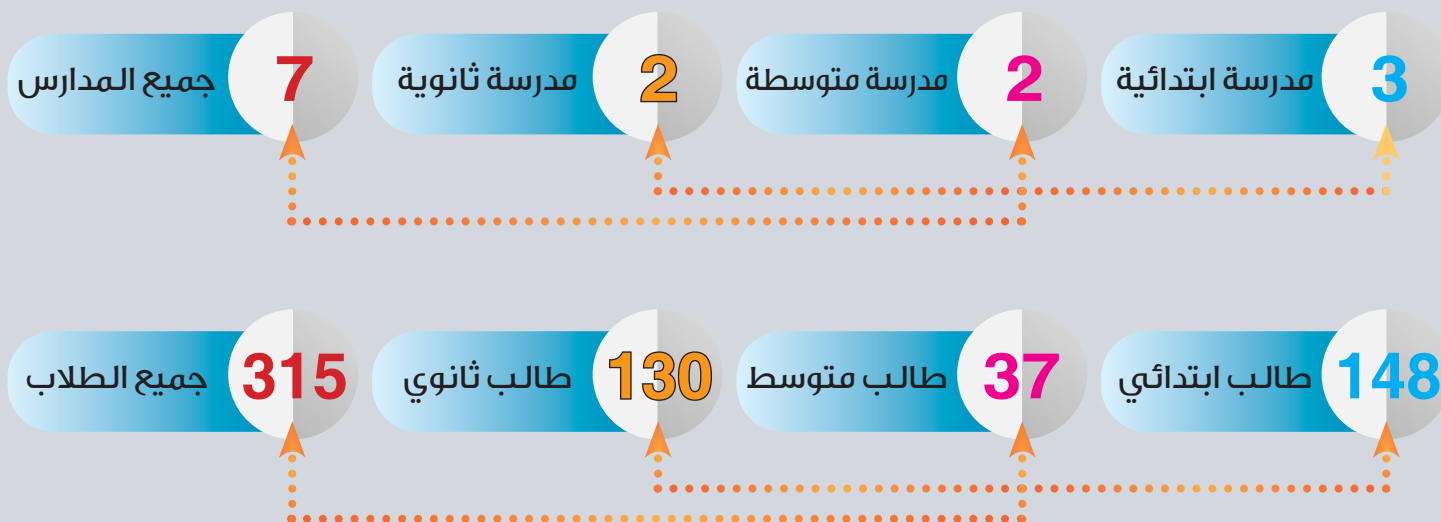 3 مدرسة ابتدائية
2 مدرسة متوسطة
2 مدرسة ثانوية
7 جميع المدارس
148 طالب ابتدائي
37 طالب متوسط
130 طالب ثانوي
315 جميع الطلاب